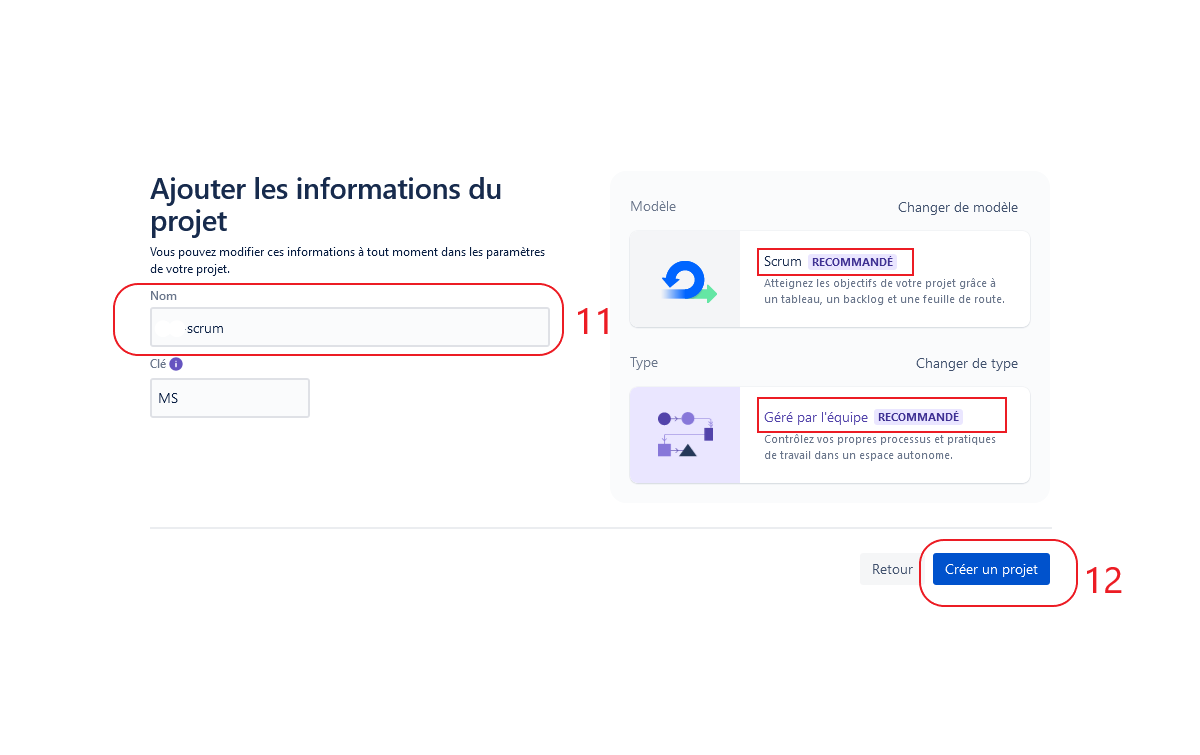 Ajouter les informations du
projet
Vous pouvez modifier ces informations à tout moment dans les paramètres
de votre projet.
Nom
-scrum
11
Clé
MS
Modèle
Changer de modèle
Scrum RECOMMANDÉ
Atteignez les objectifs de votre projet grâce à
un tableau, un backlog et une feuille de route.
Type
Changer de type
Géré par l'équipe RECOMMANDÉ
Contrôlez vos propres processus et pratiques
de travail dans un espace autonome.
Retour
Créer un projet
12